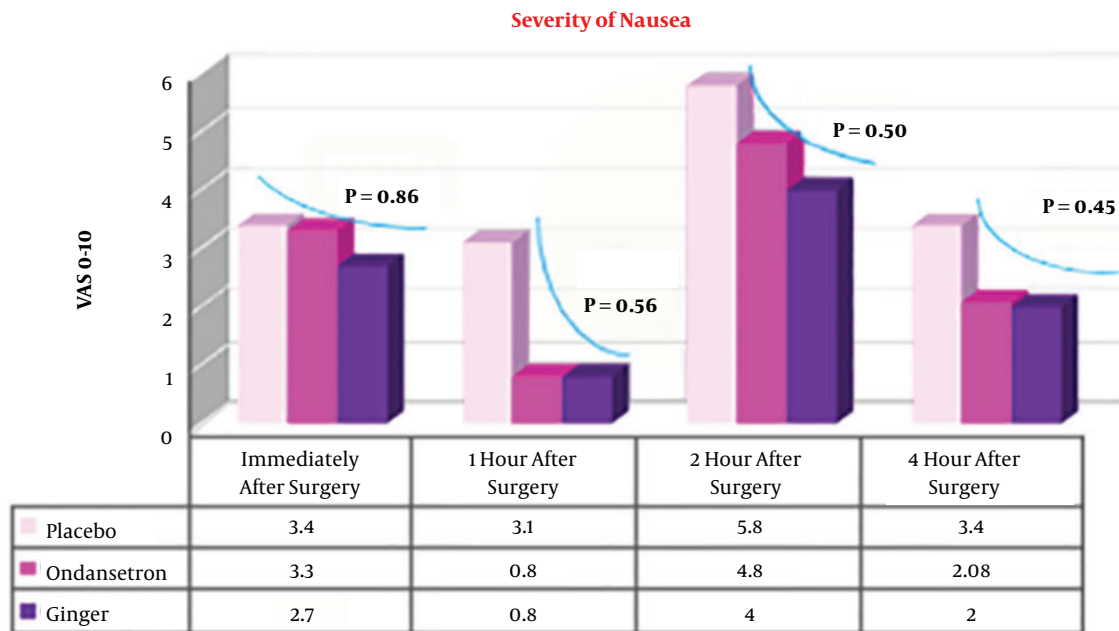 Severity of Nausea
VAS 0-10
6
5
4
3
2
1
0
P = 0.86
P = 0.56
P = 0.50
P = 0.45
Immediately
After Surgery
1 Hour After
Surgery
2 Hour After
Surgery
4 Hour After
Surgery
Placebo 3.4 3.1 5.8 3.4
Ondansetron 3.3 0.8 4.8 2.08
Ginger 2.7 0.8 4 2